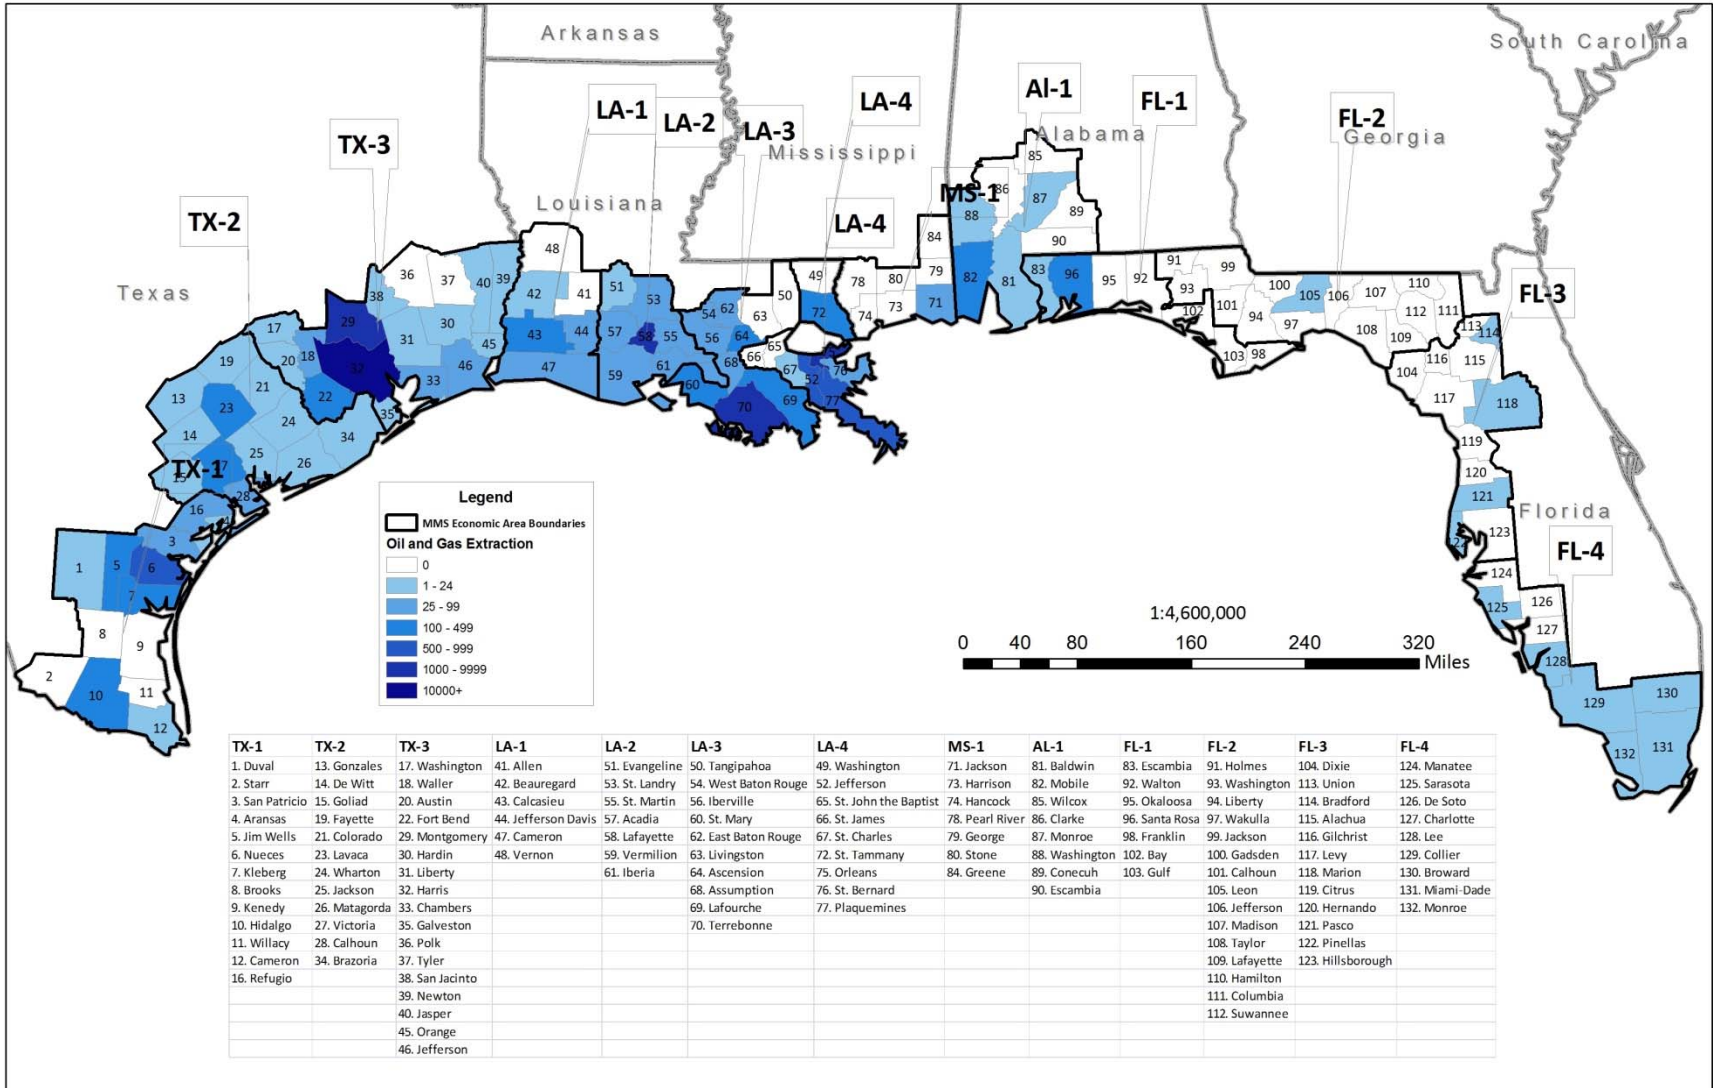 Arkansas
South Carolina
LA-1
LA-2
LA-3
LA-4
Al-1
FL-1
FL-2
Alabama
Georgia
TX-3
Mississippi
Louisiana
MS-1
LA-4
TX-2
Texas
FL-3
TX-1
Florida
FL-4
Legend
MMS Economic Area Boundaries
Oil and Gas Extraction
0
1 - 24
25 - 99
100 - 499
500 - 999
1000 - 9999
10000+
1:4,600,000
0 40 80 160 240 320
Miles
TX-1 TX-2 TX-3 LA-1 LA-2 LA-3 LA-4 MS-1 AL-1 FL-1 FL-2 FL-3 FL-4
1. Duval 13. Gonzales 17. Washington 41. Allen 51. Evangeline 50. Tangipahoa 49. Washington 71. Jackson 81. Baldwin 83. Escambia 91. Holmes 104. Dixie 124. Manatee
2. Starr 14. De Witt 18. Waller 42. Beauregard 53. St. Landry 54. West Baton Rouge 52. Jefferson 73. Harrison 82. Mobile 92. Walton 93. Washington 113. Union 125. Sarasota
3. San Patricio 15. Goliad 20. Austin 43. Calcasieu 55. St. Martin 56. Iberville 65. St. John the Baptist 74. Hancock 85. Wilcox 95. Okaloosa 94. Liberty 114. Bradford 126. De Soto
4. Aransas 19. Fayette 22. Fort Bend 44. Jefferson Davis 57. Acadia 60. St. Mary 66. St. James 78. Pearl River 86. Clarke 96. Santa Rosa 97. Wakulla 115. Alachua 127. Charlotte
5. Jim Wells 21. Colorado 29. Montgomery 47. Cameron 58. Lafayette 62. East Baton Rouge 67. St. Charles 79. George 87. Monroe 98. Franklin 99. Jackson 116. Gilchrist 128. Lee
6. Nueces 23. Lavaca 30. Hardin 48. Vernon 59. Vermilion 63. Livingston 72. St. Tammany 80. Stone 88. Washington 102. Bay 100. Gadsden 117. Levy 129. Collier
7. Kleberg 24. Wharton 31. Liberty 61. Iberia 64. Ascension 75. Orleans 84. Greene 89. Conecuh 103. Gulf 101. Calhoun 118. Marion 130. Broward
8. Brooks 25. Jackson 32. Harris 68. Assumption 76. St. Bernard 90. Escambia 105. Leon 119. Citrus 131. Miami-Dade
9. Kenedy 26. Matagorda 33. Chambers 69. Lafourche 77. Plaquemines 106. Jefferson 120. Hernando 132. Monroe
10. Hidalgo 27. Victoria 35. Galveston 70. Terrebonne 107. Madison 121. Pasco
11. Willacy 28. Calhoun 36. Polk 108. Taylor 122. Pinellas
12. Cameron 34. Brazoria 37. Tyler 109. Lafayette 123. Hillsborough
16. Refugio 38. San Jacinto 110. Hamilton
39. Newton 111. Columbia
40. Jasper 112. Suwannee
45. Orange
46. Jefferson